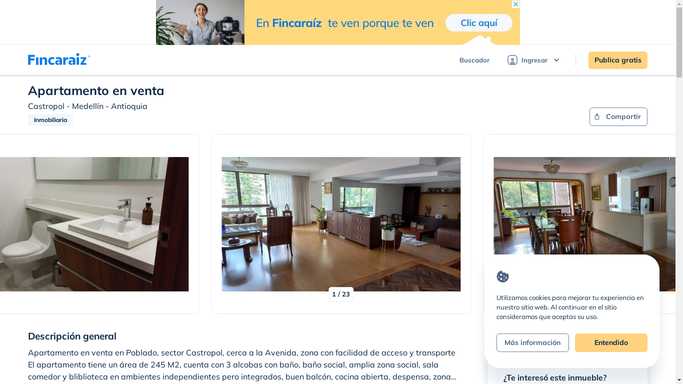 En Fincaraíz te ven porque te ven
Clic aquí
Fincaraiz
Buscador
Ingresar
Publica gratis
Apartamento en venta
Castropol - Medellín - Antioquia
Inmobiliaria
Compartir
1 / 23
Utilizamos cookies para mejorar tu experiencia en
nuestro sitio web. Al continuar en el sitio
consideramos que aceptas su uso.
Más información
Entendido
Descripción general
Apartamento en venta en Poblado, sector Castropol, cerca a la Avenida, zona con facilidad de acceso y transporte
El apartamento tiene un área de 245 M2, cuenta con 3 alcobas con baño, baño social, amplia zona social, sala
comedor y bliblioteca en ambientes independientes pero integrados, buen balcón, cocina abierta, despensa, zona...
¿Te interesó este inmueble?